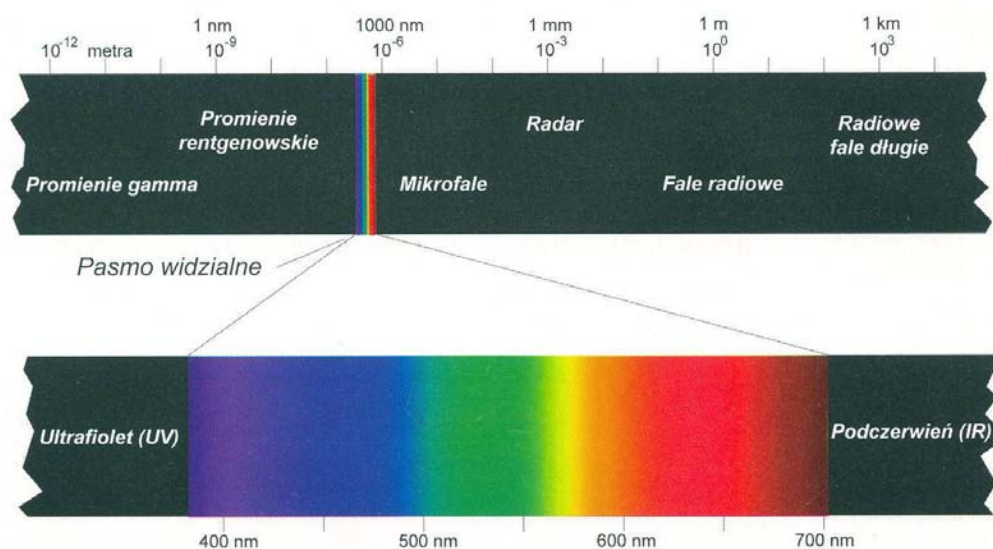 1 nm 1000 nm 1 mm 1 m 1 km
10⁻¹² metra 10⁻⁹ 10⁻⁶ 10⁻³ 10⁰ 10³
Promienie
rentgenowskie
Radar
Radiowe
fale długie
Promienie gamma
Mikrofale
Fale radiowe
Pasmo widzialne
Ultrafiolet (UV)
Podczerwień (IR)
400 nm 500 nm 600 nm 700 nm